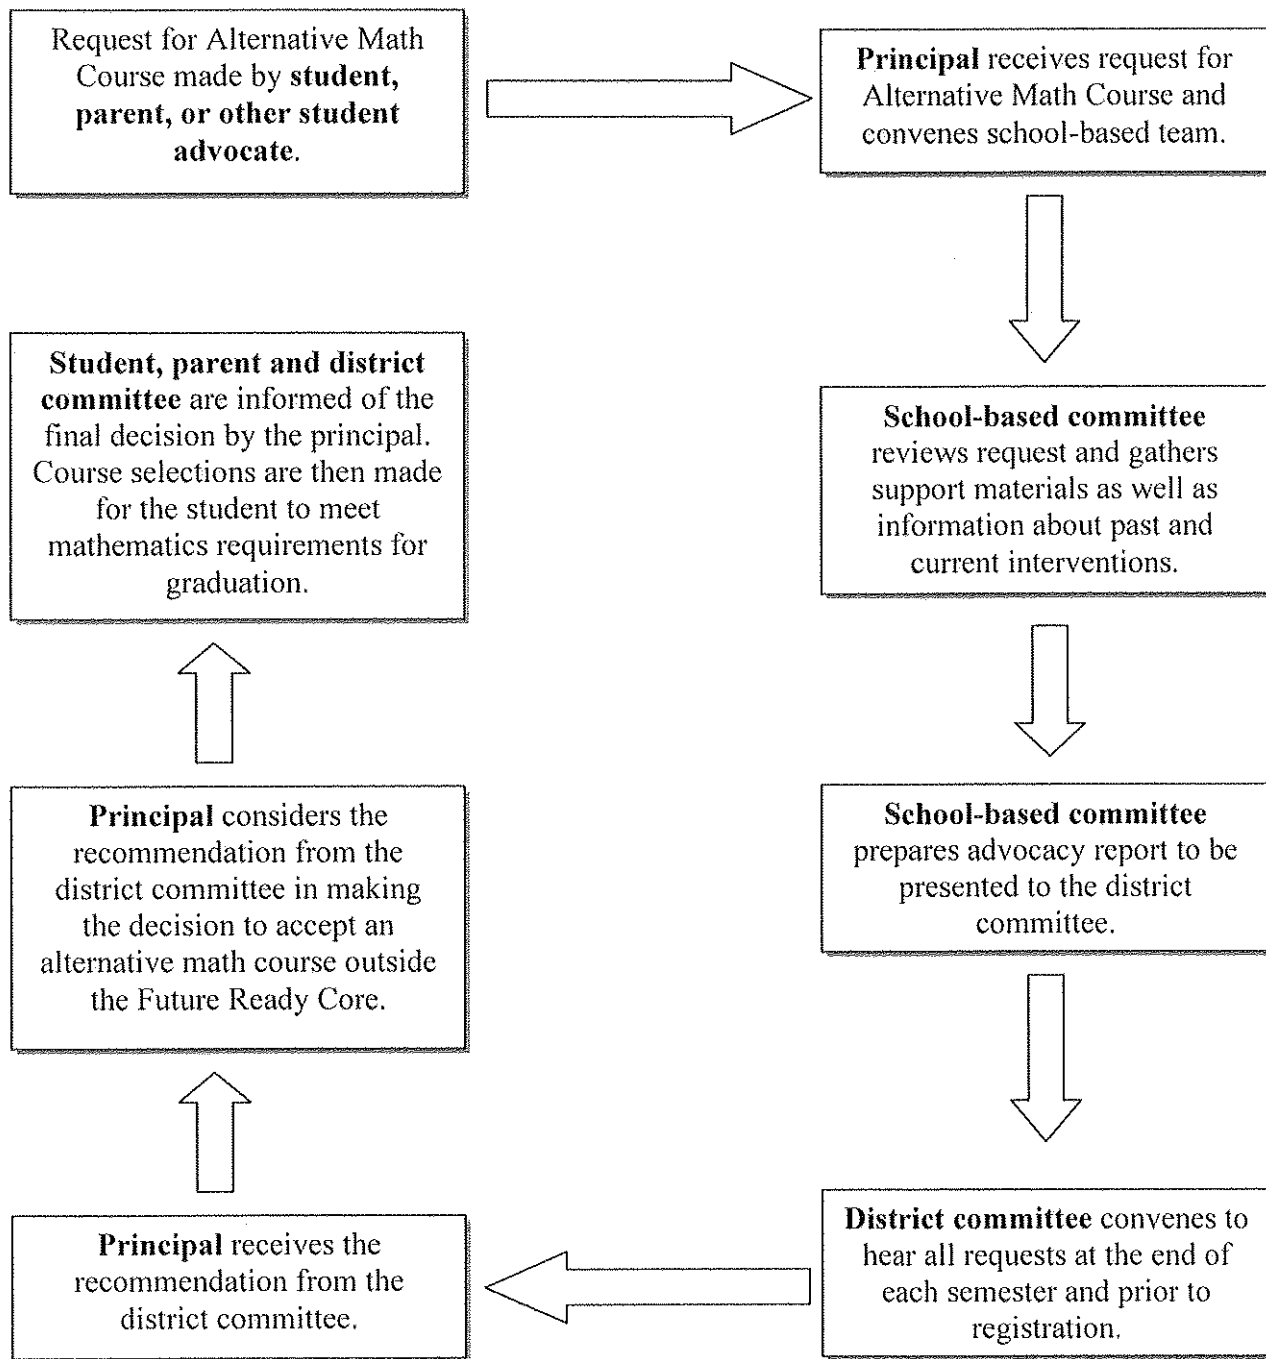 Request for Alternative Math
Course made by student,
parent, or other student
advocate.
Principal receives request for
Alternative Math Course and
convenes school-based team.
School-based committee
reviews request and gathers
support materials as well as
information about past and
current interventions.
School-based committee
prepares advocacy report to be
presented to the district
committee.
District committee convenes to
hear all requests at the end of
each semester and prior to
registration.
Principal receives the
recommendation from the
district committee.
Principal considers the
recommendation from the
district committee in making
the decision to accept an
alternative math course outside
the Future Ready Core.
Student, parent and district
committee are informed of the
final decision by the principal.
Course selections are then made
for the student to meet
mathematics requirements for
graduation.